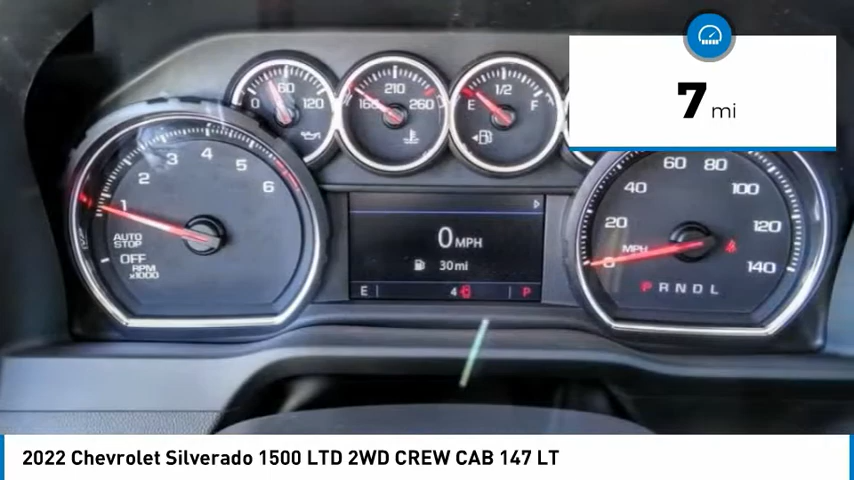 7 mi
0 60 120
160 210 260
E 1/2 F
1 2 3 4 5 6
AUTO
STOP
OFF
RPM
x1000
0 MPH
30 mi
E 4 P
0 20 40 60 80 100 120 140
MPH
P R N D L
2022 Chevrolet Silverado 1500 LTD 2WD CREW CAB 147 LT